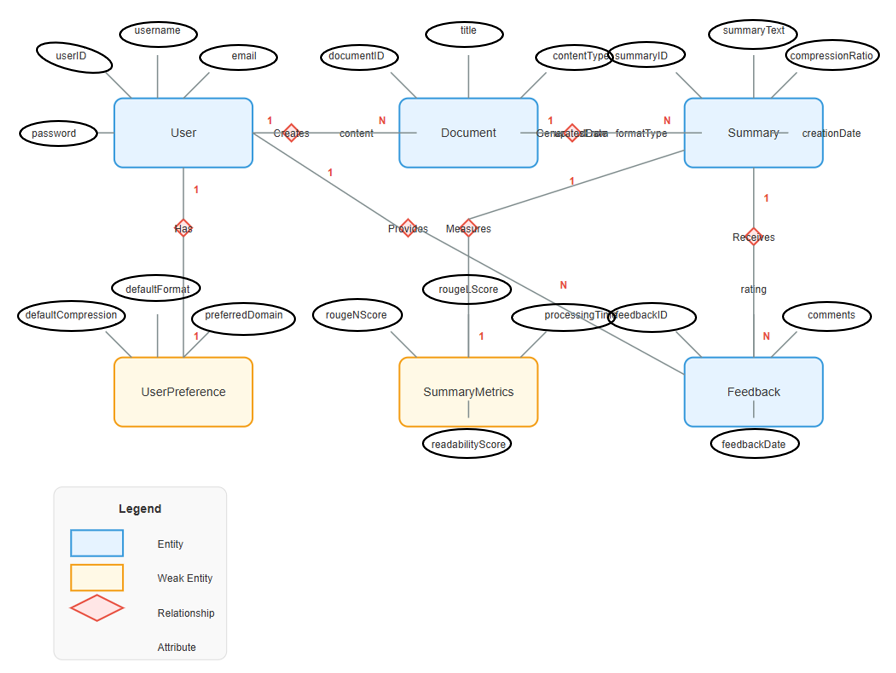 username
title
summaryText
userID
email
documentID
contentType
summaryID
compressionRatio
password
User
1
Creates
content
N
Document
1
formatType
N
Summary
creationDate
1
1
1
1
Has
Provides
Measures
Receives
defaultFormat
rougeLScore
N
rating
defaultCompression
preferredDomain
rougeNScore
feedbackID
comments
1
1
N
UserPreference
SummaryMetrics
Feedback
readabilityScore
feedbackDate
Legend
Entity
Weak Entity
Relationship
Attribute